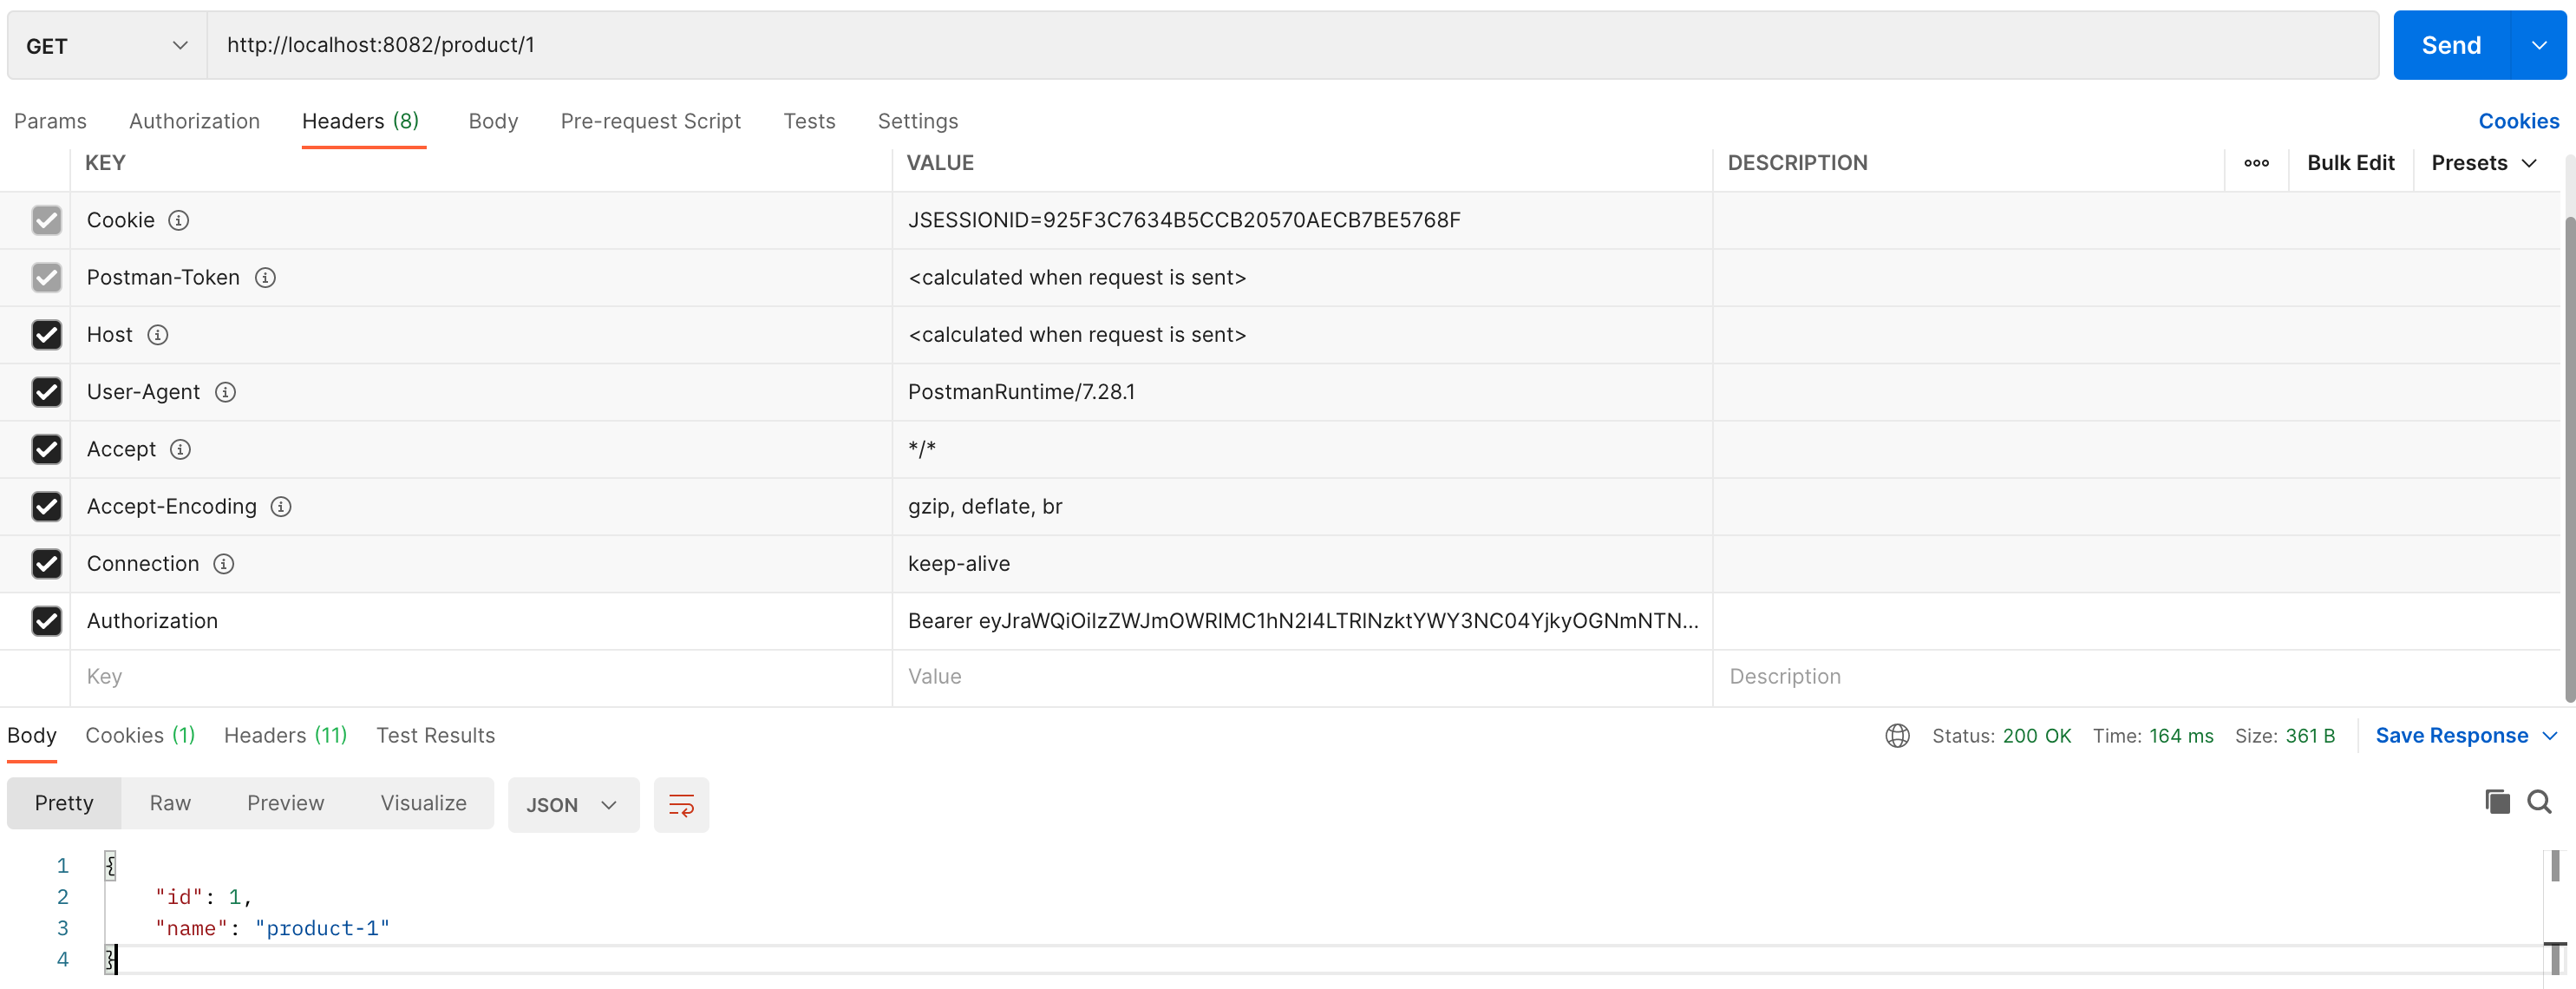 GET http://localhost:8082/product/1 Send
Params Authorization Headers (8) Body Pre-request Script Tests Settings Cookies
KEY VALUE DESCRIPTION Bulk Edit Presets
Cookie JSESSIONID=925F3C7634B5CCB20570AECB7BE5768F
Postman-Token <calculated when request is sent>
Host <calculated when request is sent>
User-Agent PostmanRuntime/7.28.1
Accept */*
Accept-Encoding gzip, deflate, br
Connection keep-alive
Authorization Bearer eyJraWQiOiIzZWJmOWRlMC1hN2I4LTRlNzktYWY3NC04YjkyOGNmNTN...
Key Value Description
Body Cookies (1) Headers (11) Test Results Status: 200 OK Time: 164 ms Size: 361 B Save Response
Pretty Raw Preview Visualize JSON
1 {
2 "id": 1,
3 "name": "product-1"
4 }